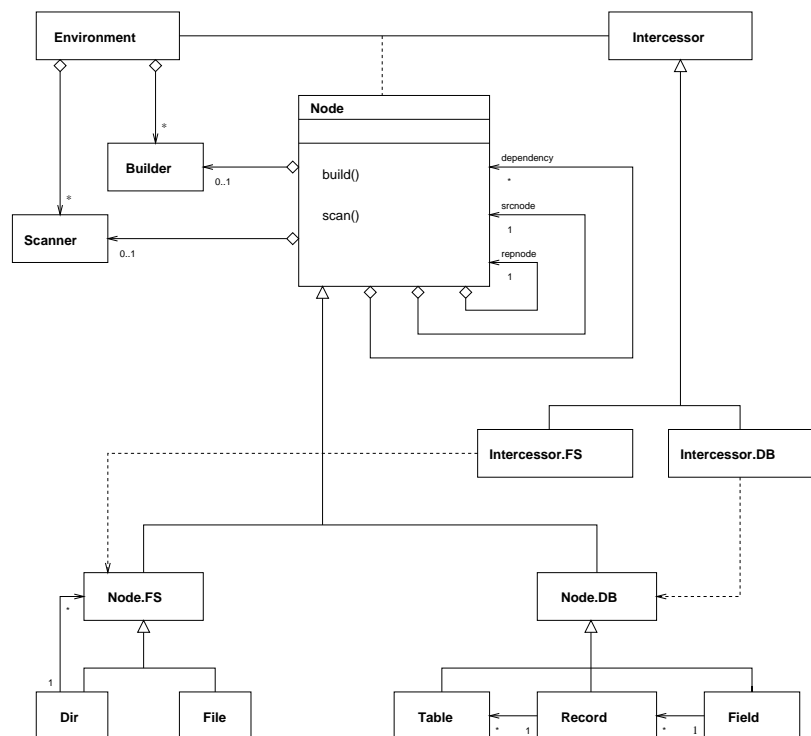 Environment
Intercessor
Node
build()
scan()
*
Builder
0..1
dependency
*
*
Scanner
0..1
srcnode
1
repnode
1
Intercessor.FS
Intercessor.DB
Node.FS
*
Node.DB
1
Dir
File
Table
*
1
Record
*
1
Field